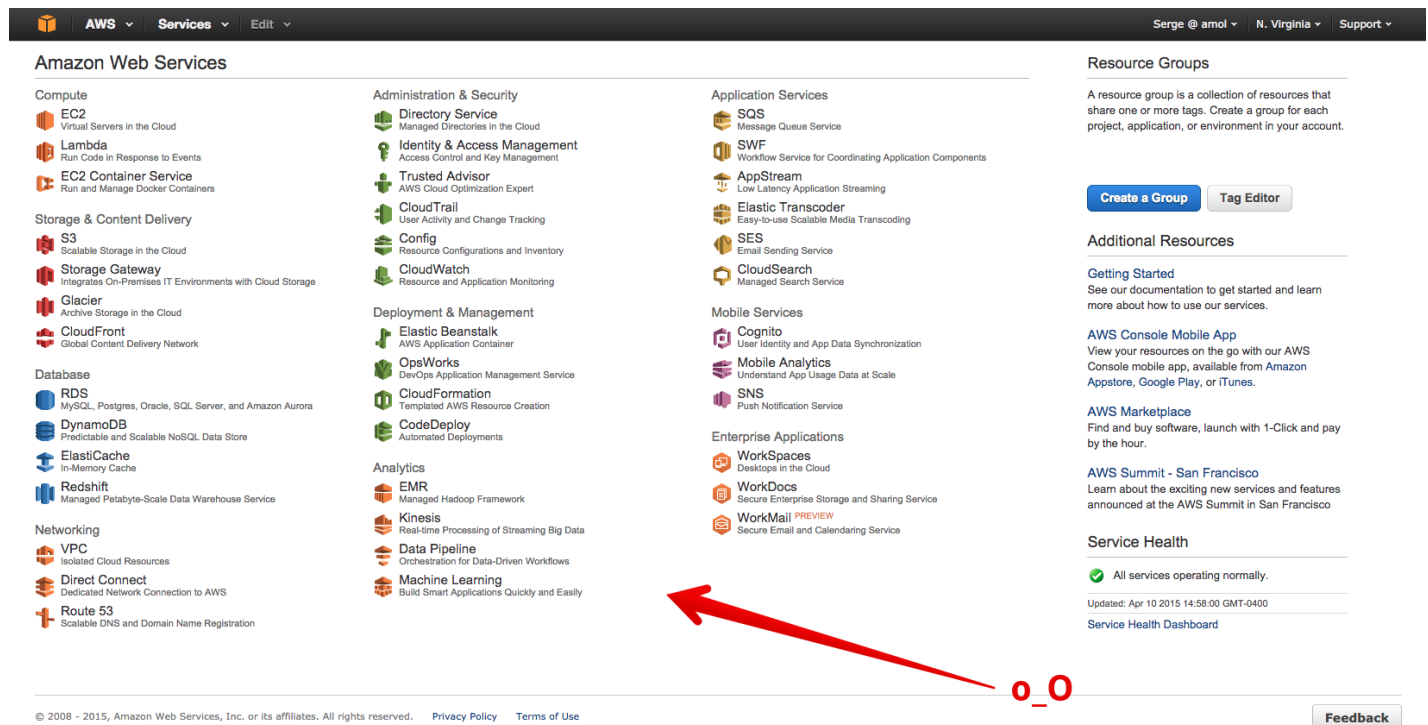 AWS Services Edit Serge @ amol N. Virginia Support
Amazon Web Services
Compute
EC2
Virtual Servers in the Cloud
Lambda
Run Code in Response to Events
EC2 Container Service
Run and Manage Docker Containers
Storage & Content Delivery
S3
Scalable Storage in the Cloud
Storage Gateway
Integrates On-Premises IT Environments with Cloud Storage
Glacier
Archive Storage in the Cloud
CloudFront
Global Content Delivery Network
Database
RDS
MySQL, Postgres, Oracle, SQL Server, and Amazon Aurora
DynamoDB
Predictable and Scalable NoSQL Data Store
ElastiCache
In-Memory Cache
Redshift
Managed Petabyte-Scale Data Warehouse Service
Networking
VPC
Isolated Cloud Resources
Direct Connect
Dedicated Network Connection to AWS
Route 53
Scalable DNS and Domain Name Registration
Administration & Security
Directory Service
Managed Directories in the Cloud
Identity & Access Management
Access Control and Key Management
Trusted Advisor
AWS Cloud Optimization Expert
CloudTrail
User Activity and Change Tracking
Config
Resource Configurations and Inventory
CloudWatch
Resource and Application Monitoring
Deployment & Management
Elastic Beanstalk
AWS Application Container
OpsWorks
DevOps Application Management Service
CloudFormation
Templated AWS Resource Creation
CodeDeploy
Automated Deployments
Analytics
EMR
Managed Hadoop Framework
Kinesis
Real-time Processing of Streaming Big Data
Data Pipeline
Orchestration for Data-Driven Workflows
Machine Learning
Build Smart Applications Quickly and Easily
Application Services
SQS
Message Queue Service
SWF
Workflow Service for Coordinating Application Components
AppStream
Low Latency Application Streaming
Elastic Transcoder
Easy-to-use Scalable Media Transcoding
SES
Email Sending Service
CloudSearch
Managed Search Service
Mobile Services
Cognito
User Identity and App Data Synchronization
Mobile Analytics
Understand App Usage Data at Scale
SNS
Push Notification Service
Enterprise Applications
WorkSpaces
Desktops in the Cloud
WorkDocs
Secure Enterprise Storage and Sharing Service
WorkMail PREVIEW
Secure Email and Calendaring Service
o_O
Resource Groups
A resource group is a collection of resources that
share one or more tags. Create a group for each
project, application, or environment in your account.
Create a Group Tag Editor
Additional Resources
Getting Started
See our documentation to get started and learn
more about how to use our services.
AWS Console Mobile App
View your resources on the go with our AWS
Console mobile app, available from Amazon
Appstore, Google Play, or iTunes.
AWS Marketplace
Find and buy software, launch with 1-Click and pay
by the hour.
AWS Summit - San Francisco
Learn about the exciting new services and features
announced at the AWS Summit in San Francisco
Service Health
All services operating normally.
Updated: Apr 10 2015 14:58:00 GMT-0400
Service Health Dashboard
© 2008 - 2015, Amazon Web Services, Inc. or its affiliates. All rights reserved. Privacy Policy Terms of Use
Feedback